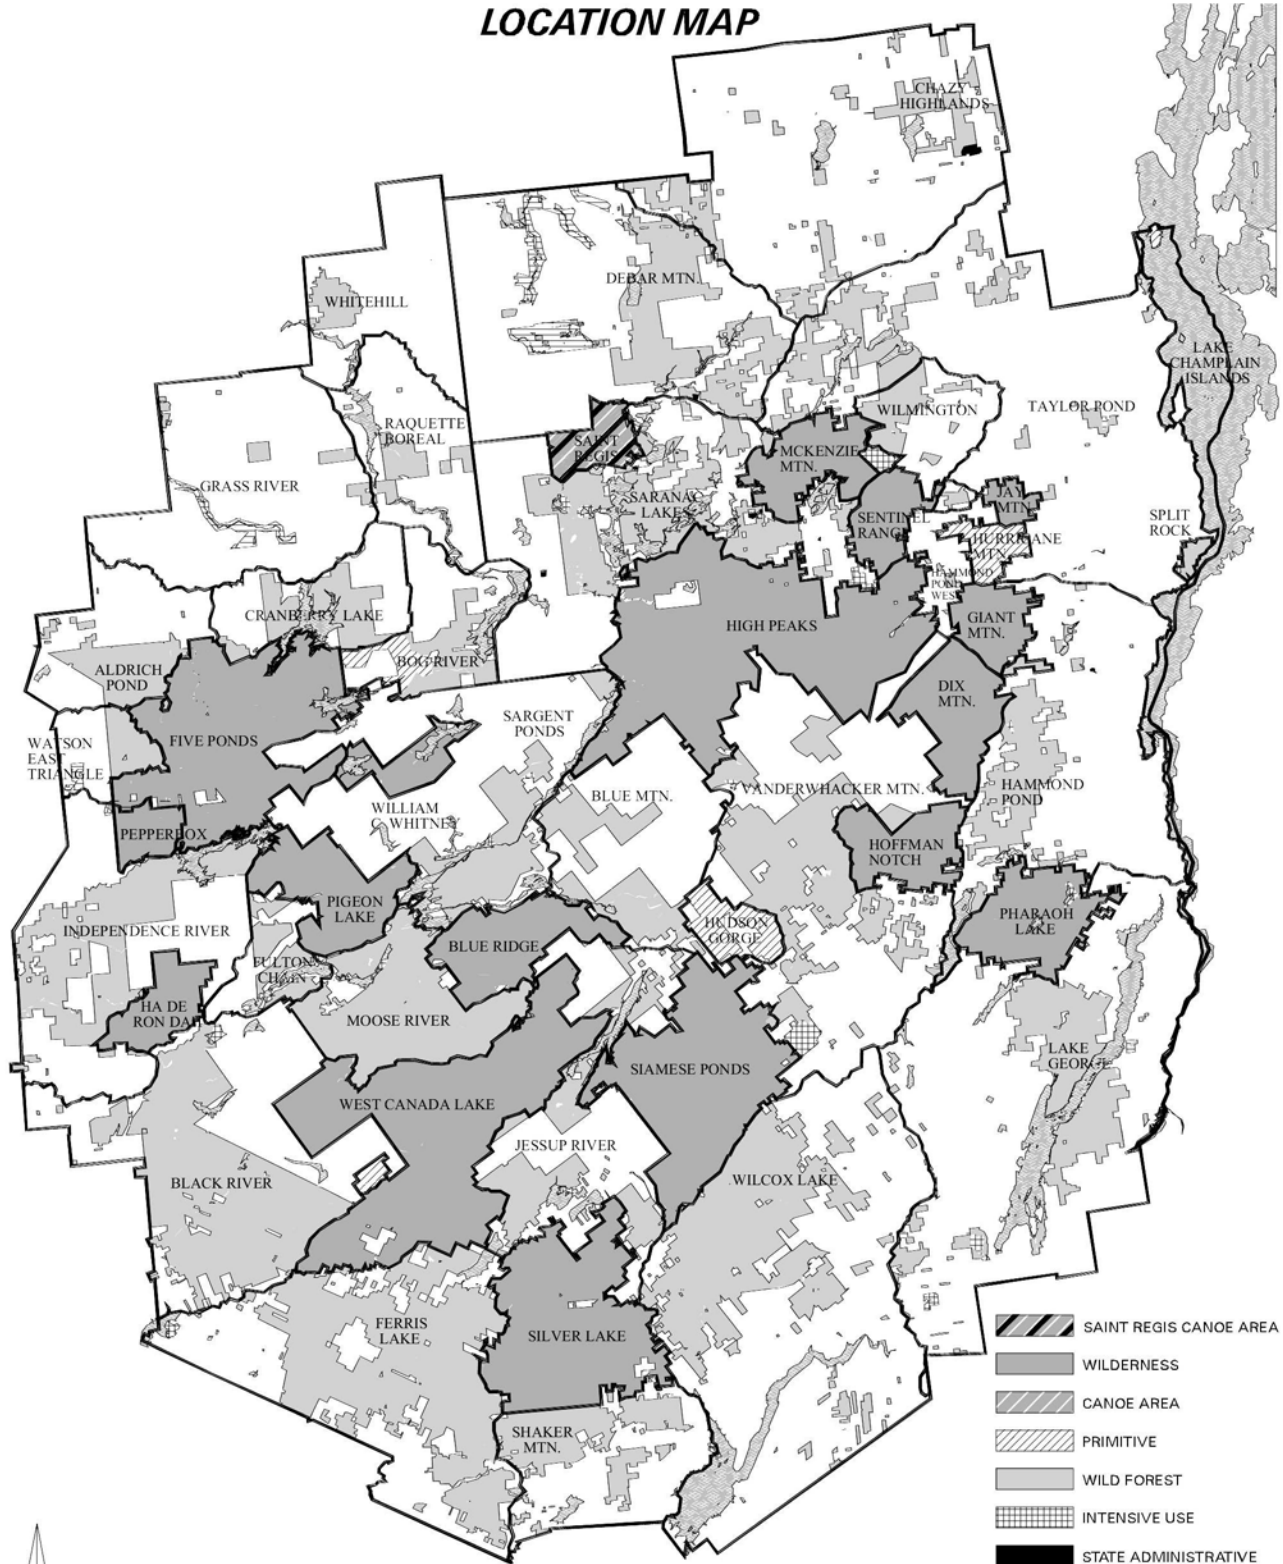 LOCATION MAP
CHAZY
HIGHLANDS
DEBAR MTN.
WHITEHILL
LAKE
CHAMPLAIN
ISLANDS
RAQUETTE
BOREAL
WILMINGTON
TAYLOR POND
SAINT
REGIS
MCKENZIE
MTN.
GRASS RIVER
SARANAC
LAKES
JAY
MTN.
SENTINEL
RANGE
SPLIT
ROCK
HURRICANE
MTN.
HAMMOND
POND
WEST
CRANBERRY LAKE
HIGH PEAKS
GIANT
MTN.
ALDRICH
POND
BOG RIVER
DIX
MTN.
SARGENT
PONDS
WATSON
EAST
TRIANGLE
FIVE PONDS
BLUE MTN.
VANDERWHACKER MTN.
HAMMOND
POND
WILLIAM
C. WHITNEY
PEPPERBOX
HOFFMAN
NOTCH
PIGEON
LAKE
PHARAOH
LAKE
INDEPENDENCE RIVER
BLUE RIDGE
HUDSON
GORGE
FULTON
CHAIN
HA DE
RON DAH
MOOSE RIVER
LAKE
GEORGE
SIAMESE PONDS
WEST CANADA LAKE
JESSUP RIVER
BLACK RIVER
WILCOX LAKE
FERRIS
LAKE
SILVER LAKE
SHAKER
MTN.
SAINT REGIS CANOE AREA
WILDERNESS
CANOE AREA
PRIMITIVE
WILD FOREST
INTENSIVE USE
STATE ADMINISTRATIVE